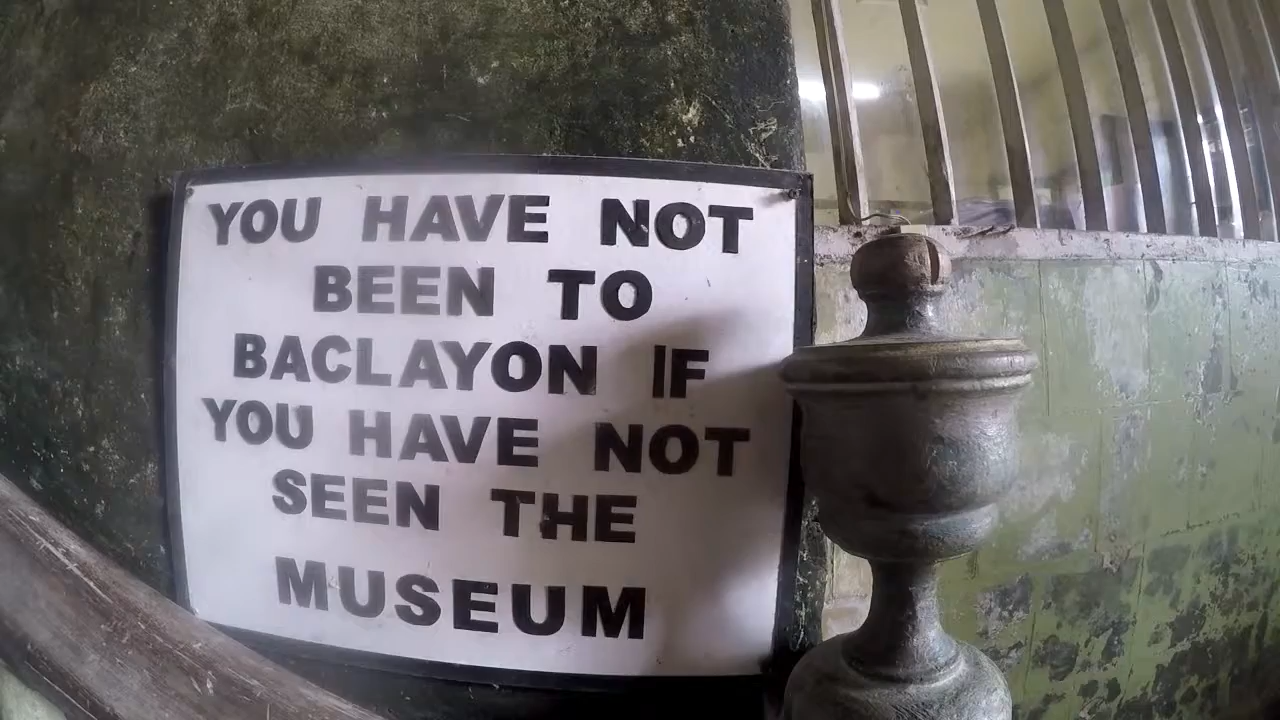 YOU HAVE NOT
BEEN TO
BACLAYON IF
YOU HAVE NOT
SEEN THE
MUSEUM